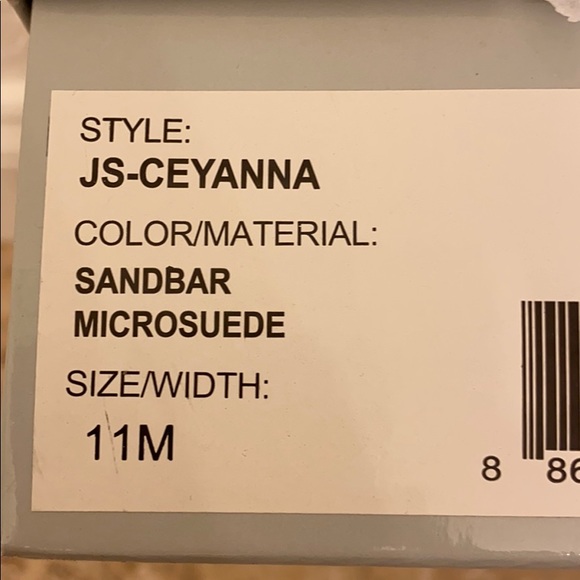 STYLE:
JS-CEYANNA
COLOR/MATERIAL:
SANDBAR
MICROSUEDE
SIZE/WIDTH:
11M
8 86